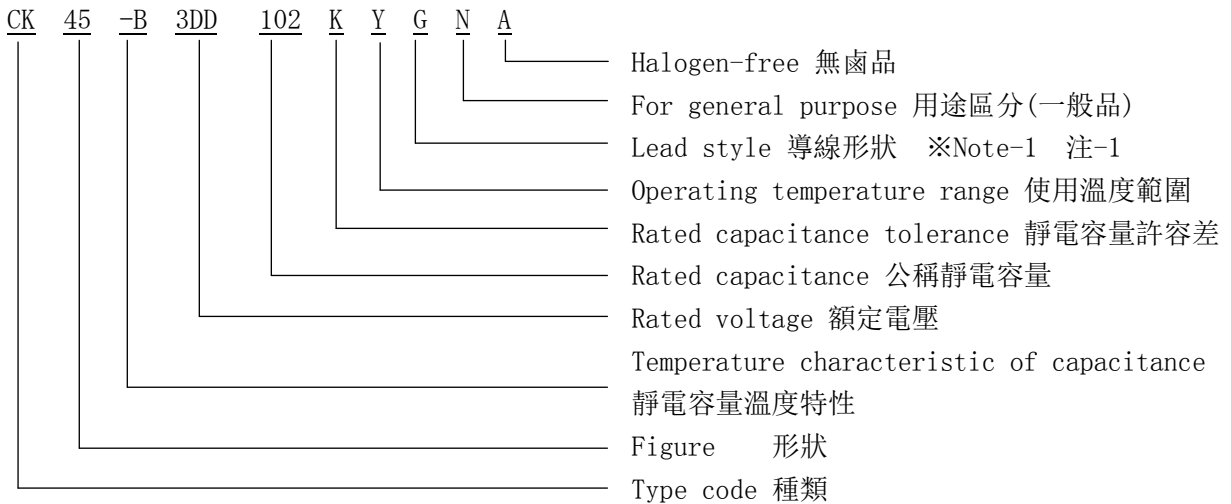 CK 45 -B 3DD 102 K Y G N A
Halogen-free 無鹵品
For general purpose 用途區分(一般品)
Lead style 導線形狀 ※Note-1 注-1
Operating temperature range 使用溫度範圍
Rated capacitance tolerance 靜電容量許容差
Rated capacitance 公稱靜電容量
Rated voltage 額定電壓
Temperature characteristic of capacitance
靜電容量溫度特性
Figure 形狀
Type code 種類